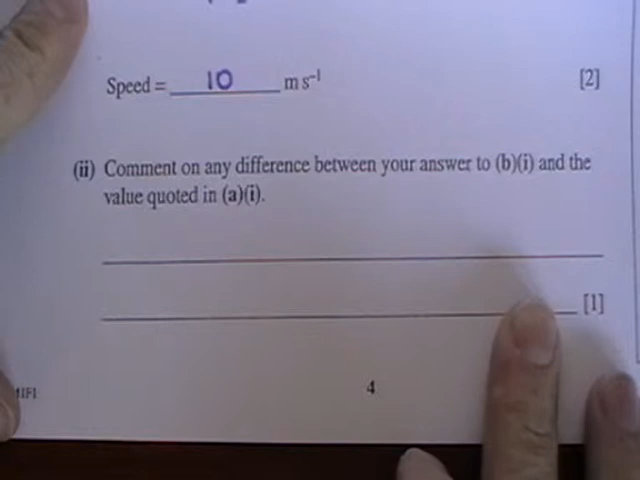 Speed = 10 m s⁻¹ [2]
(ii) Comment on any difference between your answer to (b)(i) and the
value quoted in (a)(i).
[1]
4